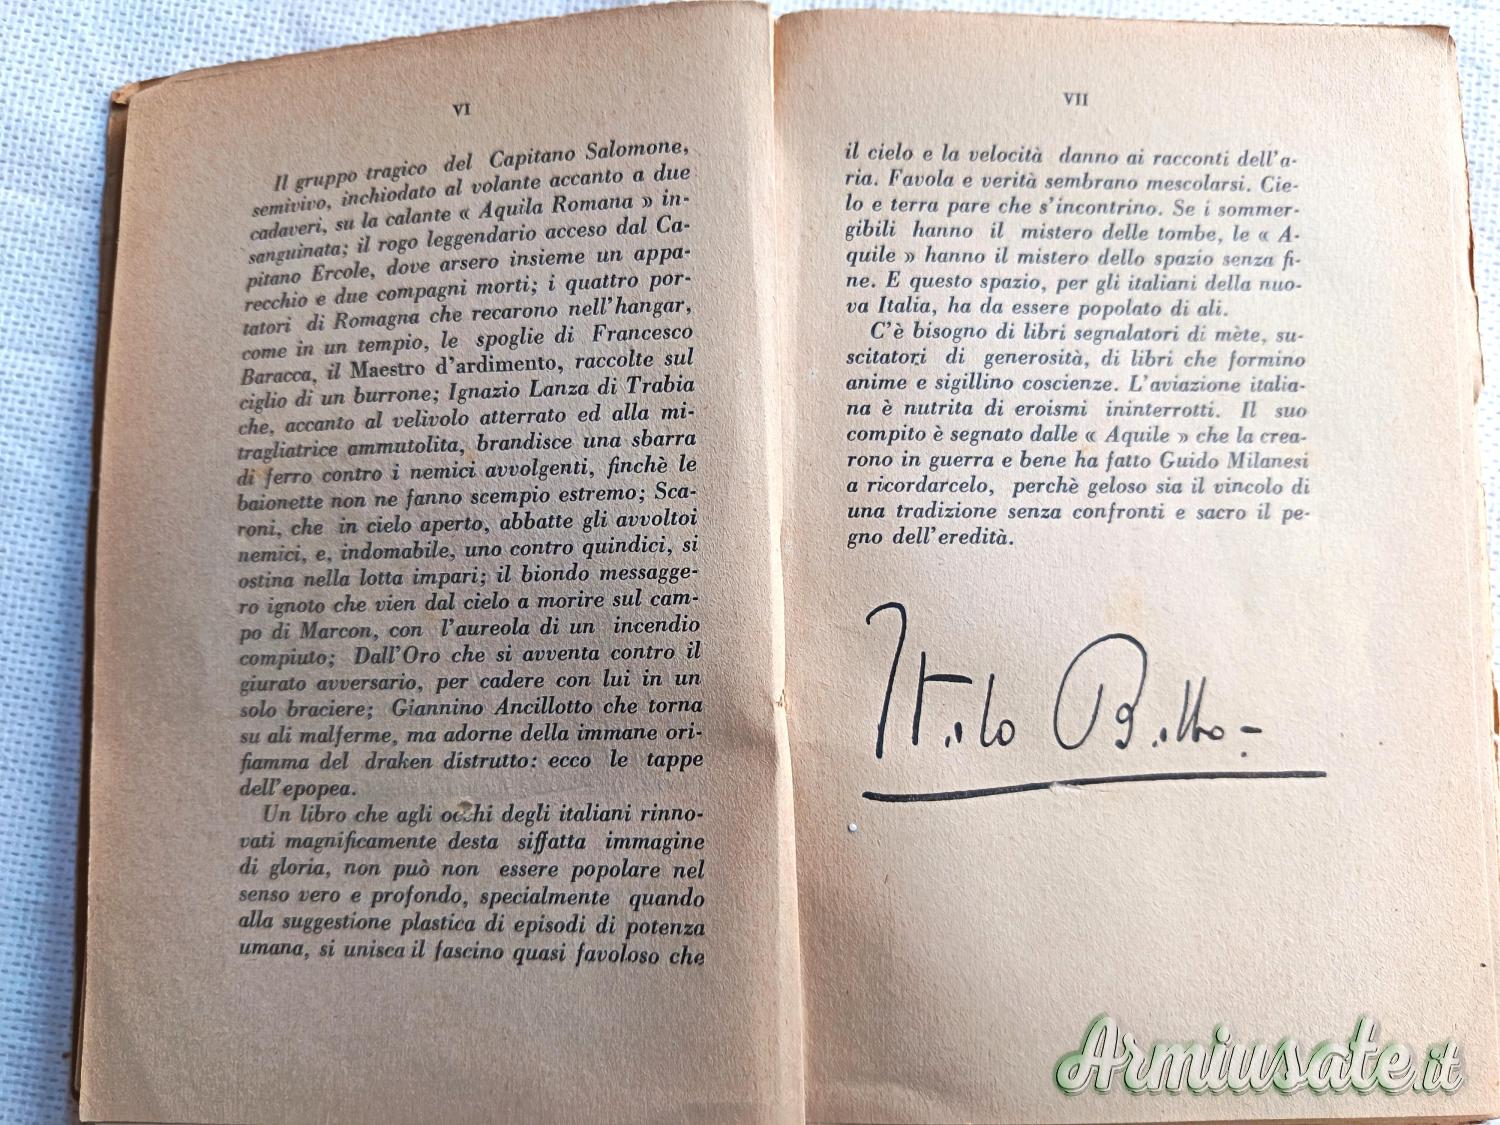 VI
Il gruppo tragico del Capitano Salomone,
semivivo, inchiodato al volante accanto a due
cadaveri, su la calante « Aquila Romana » in-
sanguinata; il rogo leggendario acceso dal Ca-
pitano Ercole, dove arsero insieme un appa-
recchio e due compagni morti; i quattro por-
tatori di Romagna che recarono nell'hangar,
come in un tempio, le spoglie di Francesco
Baracca, il Maestro d'ardimento, raccolte sul
ciglio di un burrone; Ignazio Lanza di Trabia
che, accanto al velivolo atterrato ed alla mi-
tragliatrice ammutolita, brandisce una sbarra
di ferro contro i nemici avvolgenti, finchè le
baionette non ne fanno scempio estremo; Sca-
roni, che in cielo aperto, abbatte gli avvoltoi
nemici, e, indomabile, uno contro quindici, si
ostina nella lotta impari; il biondo messagge-
ro ignoto che vien dal cielo a morire sul cam-
po di Marcon, con l'aureola di un incendio
compiuto; Dall'Oro che si avventa contro il
giurato avversario, per cadere con lui in un
solo braciere; Giannino Ancillotto che torna
su ali malferme, ma adorne della immane ori-
fiamma del draken distrutto: ecco le tappe
dell'epopea.
Un libro che agli occhi degli italiani rinno-
vati magnificamente desta siffatta immagine
di gloria, non può non essere popolare nel
senso vero e profondo, specialmente quando
alla suggestione plastica di episodi di potenza
umana, si unisca il fascino quasi favoloso che
VII
il cielo e la velocità danno ai racconti dell'a-
ria. Favola e verità sembrano mescolarsi. Cie-
lo e terra pare che s'incontrino. Se i sommer-
gibili hanno il mistero delle tombe, le « A-
quile » hanno il mistero dello spazio senza fi-
ne. E questo spazio, per gli italiani della nuo-
va Italia, ha da essere popolato di ali.
C'è bisogno di libri segnalatori di mète, su-
scitatori di generosità, di libri che formino
anime e sigillino coscienze. L'aviazione italia-
na è nutrita di eroismi ininterrotti. Il suo
compito è segnato dalle « Aquile » che la crea-
rono in guerra e bene ha fatto Guido Milanesi
a ricordarcelo, perchè geloso sia il vincolo di
una tradizione senza confronti e sacro il pe-
gno dell'eredità.
Italo Balbo
Armiusate.it